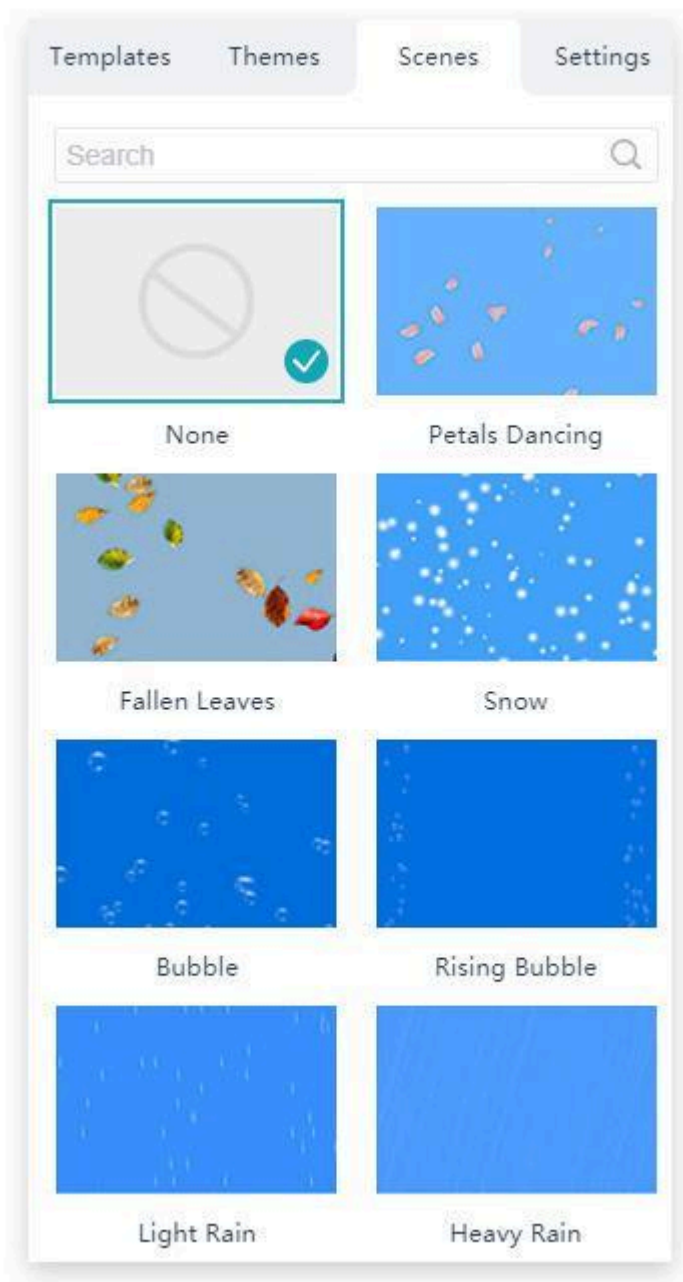 Templates Themes Scenes Settings
Search
None Petals Dancing
Fallen Leaves Snow
Bubble Rising Bubble
Light Rain Heavy Rain